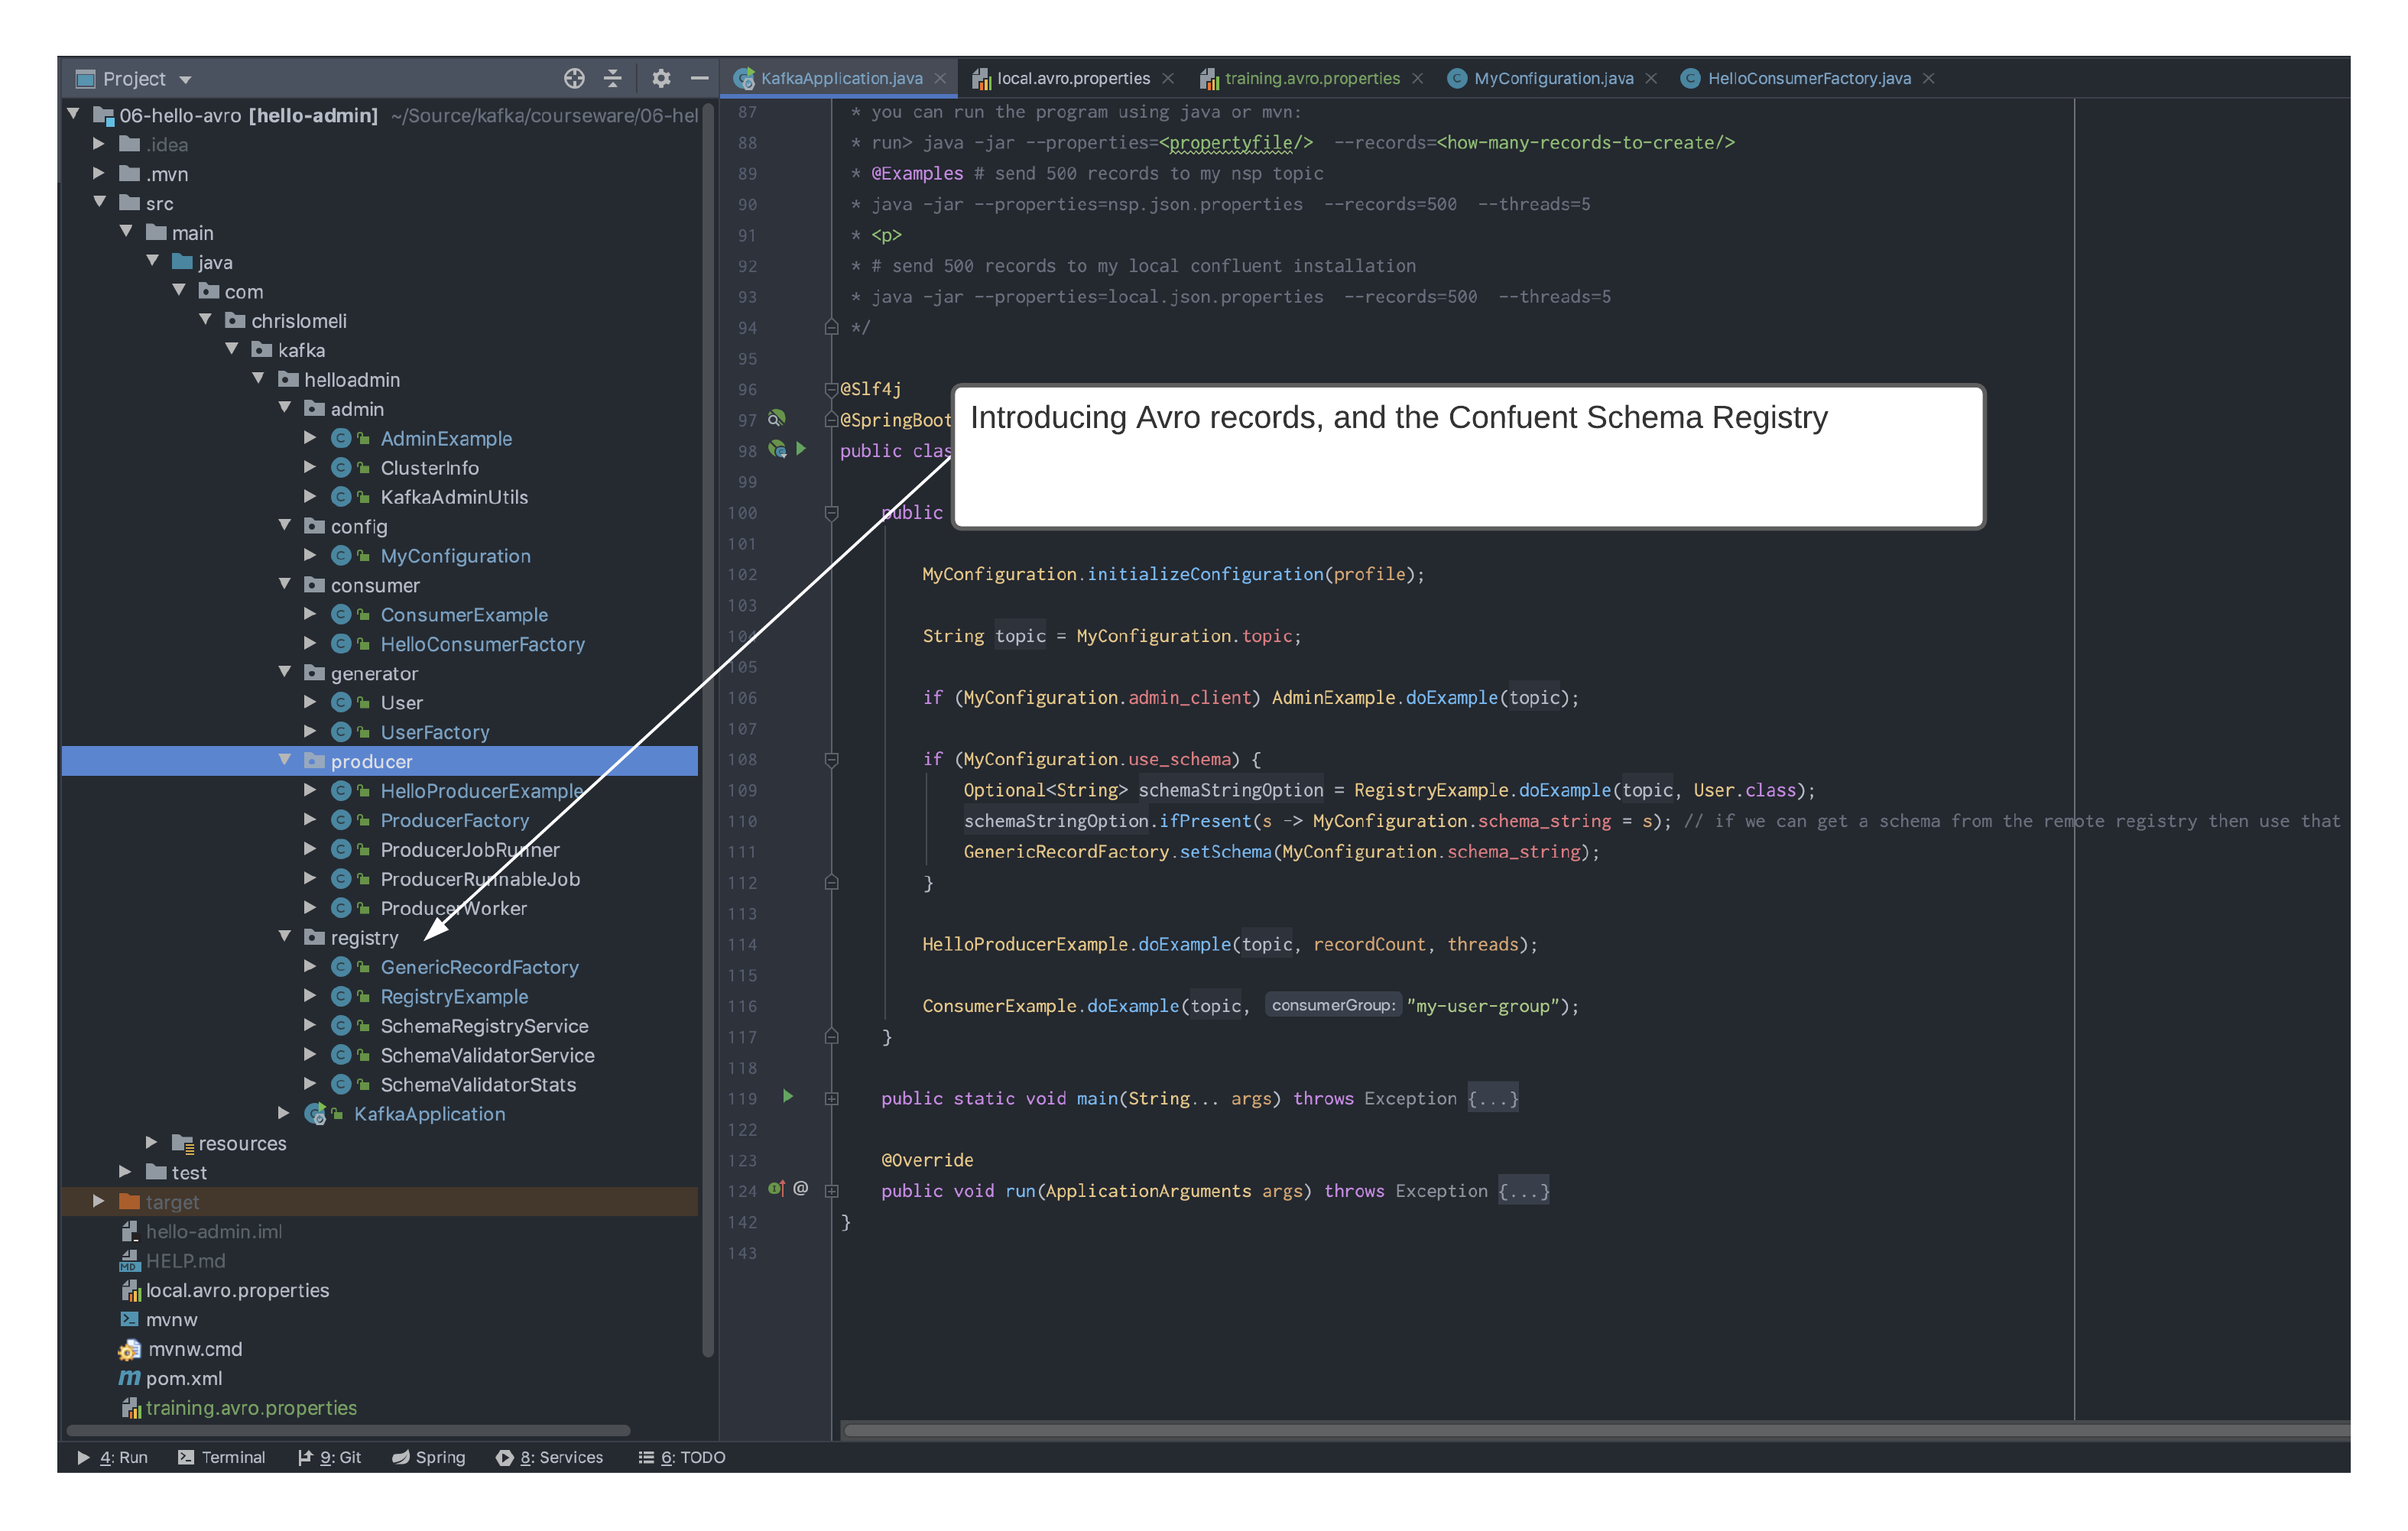 Project
06-hello-avro [hello-admin] ~/Source/kafka/courseware/06-hel
.idea
.mvn
src
main
java
com
chrislomeli
kafka
helloadmin
admin
AdminExample
ClusterInfo
KafkaAdminUtils
config
MyConfiguration
consumer
ConsumerExample
HelloConsumerFactory
generator
User
UserFactory
producer
HelloProducerExample
ProducerFactory
ProducerJobRunner
ProducerRunnableJob
ProducerWorker
registry
GenericRecordFactory
RegistryExample
SchemaRegistryService
SchemaValidatorService
SchemaValidatorStats
KafkaApplication
resources
test
target
hello-admin.iml
HELP.md
local.avro.properties
mvnw
mvnw.cmd
pom.xml
training.avro.properties
KafkaApplication.java local.avro.properties training.avro.properties MyConfiguration.java HelloConsumerFactory.java
87 * you can run the program using java or mvn:
88 * run> java -jar --properties=<propertyfile/> --records=<how-many-records-to-create/>
89 * @Examples # send 500 records to my nsp topic
90 * java -jar --properties=nsp.json.properties --records=500 --threads=5
91 * <p>
92 * # send 500 records to my local confluent installation
93 * java -jar --properties=local.json.properties --records=500 --threads=5
94 */
95
96 @Slf4j
97 @SpringBoot
98 public clas
99
100 public
Introducing Avro records, and the Confuent Schema Registry
101
102 MyConfiguration.initializeConfiguration(profile);
103
104 String topic = MyConfiguration.topic;
105
106 if (MyConfiguration.admin_client) AdminExample.doExample(topic);
107
108 if (MyConfiguration.use_schema) {
109 Optional<String> schemaStringOption = RegistryExample.doExample(topic, User.class);
110 schemaStringOption.ifPresent(s -> MyConfiguration.schema_string = s); // if we can get a schema from the remote registry then use that
111 GenericRecordFactory.setSchema(MyConfiguration.schema_string);
112 }
113
114 HelloProducerExample.doExample(topic, recordCount, threads);
115
116 ConsumerExample.doExample(topic, consumerGroup: "my-user-group");
117 }
118
119 public static void main(String... args) throws Exception {...}
122
123 @Override
124 public void run(ApplicationArguments args) throws Exception {...}
142 }
143
4: Run Terminal 9: Git Spring 8: Services 6: TODO